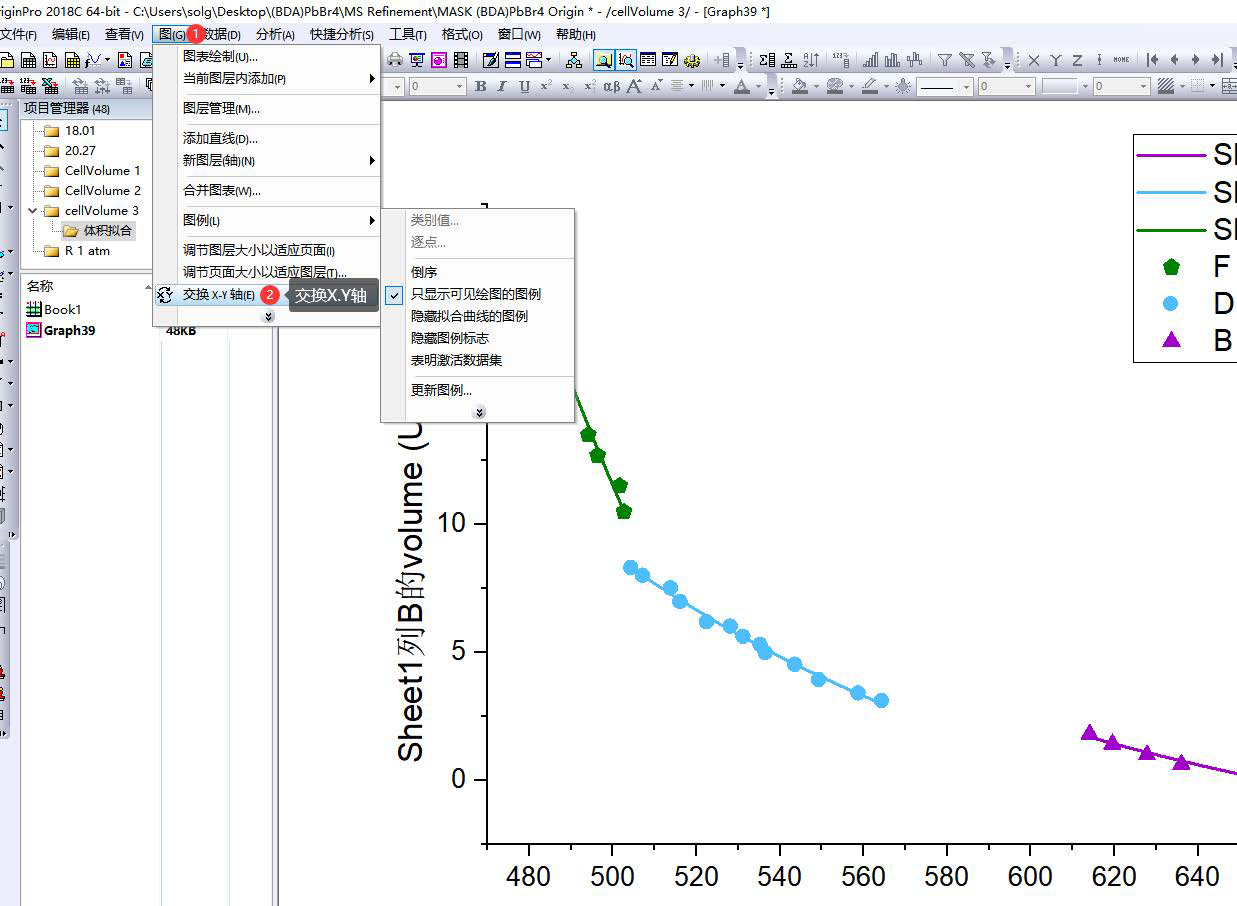 riginPro 2018C 64-bit - C:\Users\solg\Desktop\(BDA)PbBr4\MS Refinement\MASK (BDA)PbBr4 Origin * - /cellVolume 3/ - [Graph39 *]
文件(F) 编辑(E) 查看(V) 图(G) 1 数据(D) 分析(A) 快捷分析(S) 工具(T) 格式(O) 窗口(W) 帮助(H)
图表绘制(U)...
当前图层内添加(P)
图层管理(M)...
添加直线(D)...
新图层(轴)(N)
合并图表(W)...
图例(L)
调节图层大小以适应页面(I)
调节页面大小以适应图层(T)...
交换 X-Y 轴(E) 2
交换X.Y轴
类别值...
逐点...
倒序
只显示可见绘图的图例
隐藏拟合曲线的图例
隐藏图例标志
表明激活数据集
更新图例...
0
B I U x² x₂ αβ A A
A
0
0
X Y Z
HOME
项目管理器 (48)
18.01
20.27
CellVolume 1
CellVolume 2
cellVolume 3
体积拟合
R 1 atm
名称
Book1
Graph39 48KB
Sheet1列B的volume (
10
5
0
480 500 520 540 560 580 600 620 640
S
S
S
F
D
B